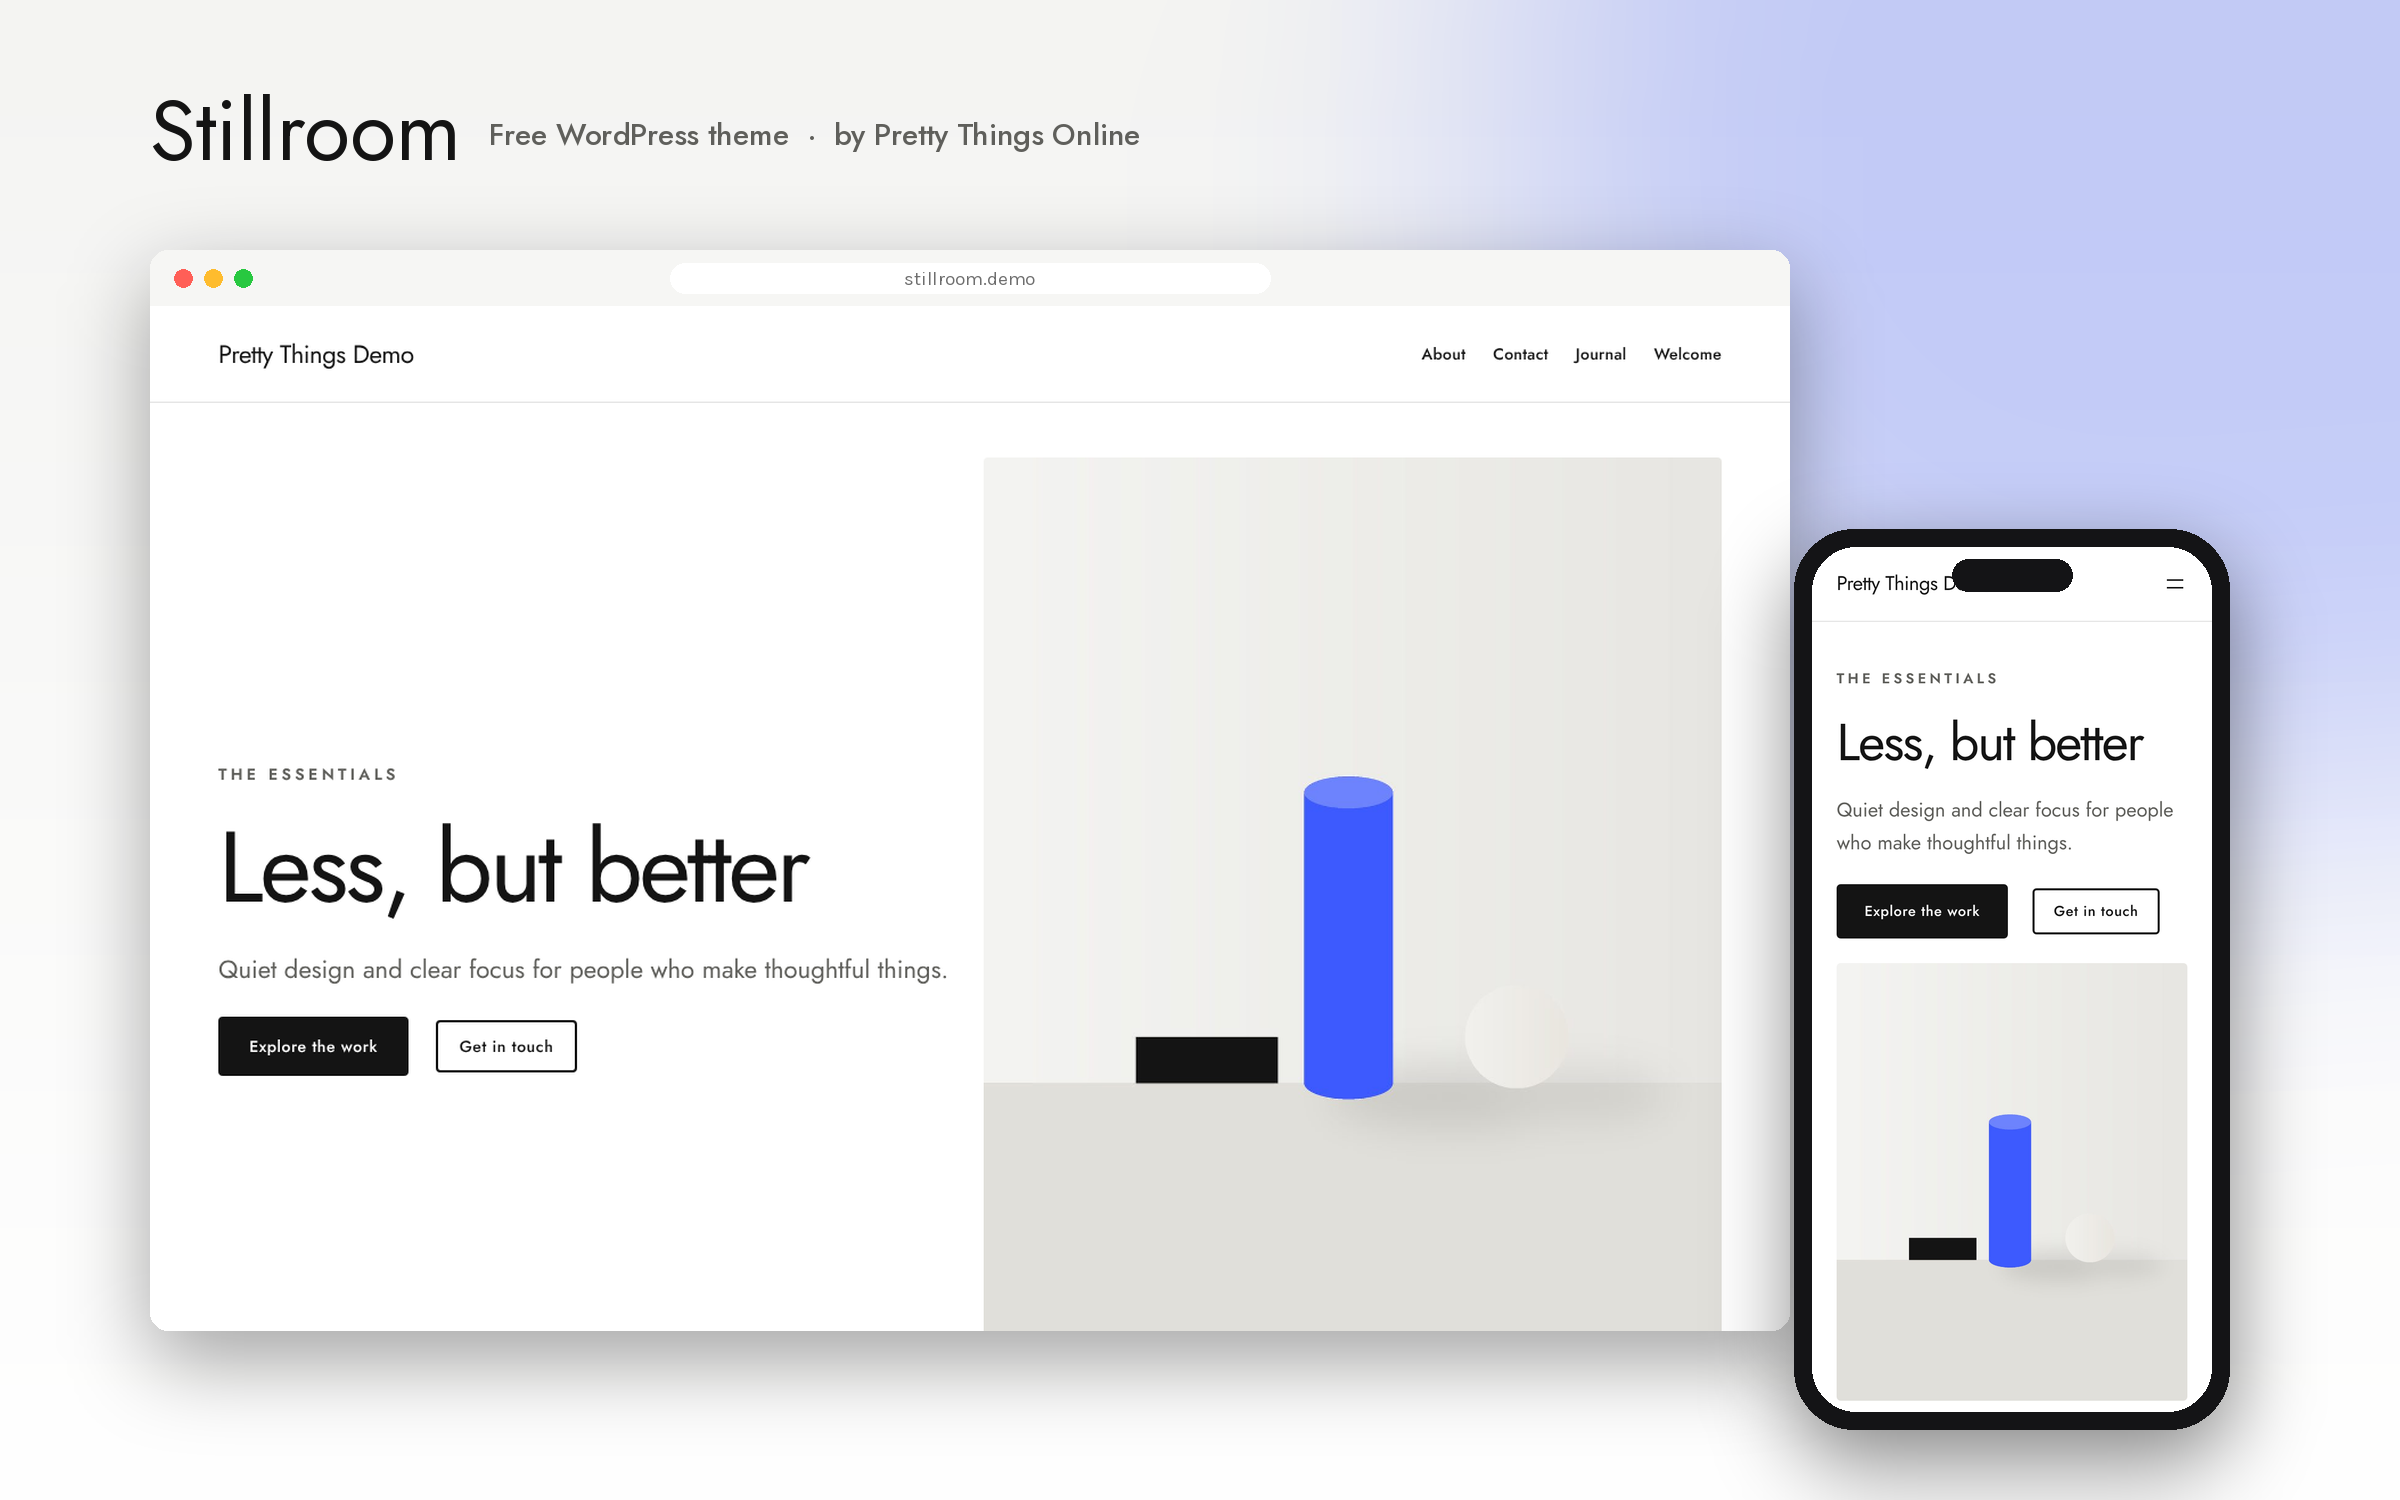 Stillroom Free WordPress theme · by Pretty Things Online
stillroom.demo
Pretty Things Demo
About Contact Journal Welcome
THE ESSENTIALS
Less, but better
Quiet design and clear focus for people who make thoughtful things.
Explore the work Get in touch
Pretty Things
THE ESSENTIALS
Less, but better
Quiet design and clear focus for people
who make thoughtful things.
Explore the work Get in touch